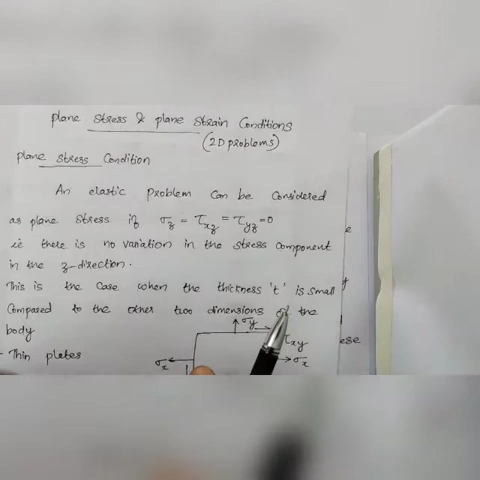 plane Stress & plane Strain Conditions
(2D problems)
plane Stress Condition
An elastic problem Can be Considered
as plane Stress if σz = τxz = τyz = 0
i.e there is no variation in the stress component
in the z-direction.
This is the case when the thickness 't' is small
Compared to the other two dimensions of the
body
- Thin plates
σy
τxy
σx
σx
e
ese